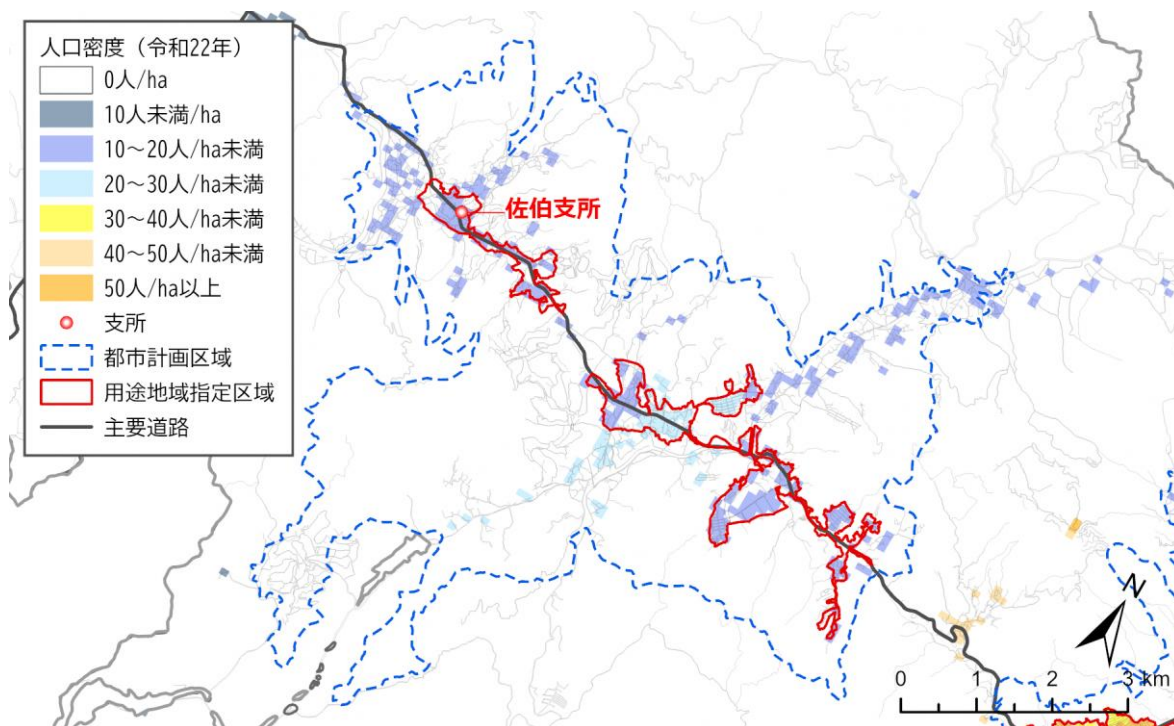 人口密度（令和22年）
0人/ha
10人未満/ha
10～20人/ha未満
20～30人/ha未満
30～40人/ha未満
40～50人/ha未満
50人/ha以上
支所
都市計画区域
用途地域指定区域
主要道路
佐伯支所
N
0 1 2 3 km